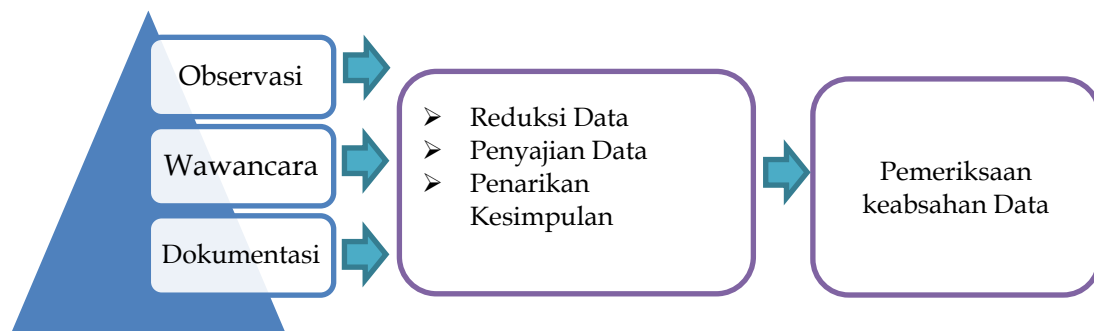 Observasi
Wawancara
Dokumentasi
➢ Reduksi Data
➢ Penyajian Data
➢ Penarikan
Kesimpulan
Pemeriksaan
keabsahan Data